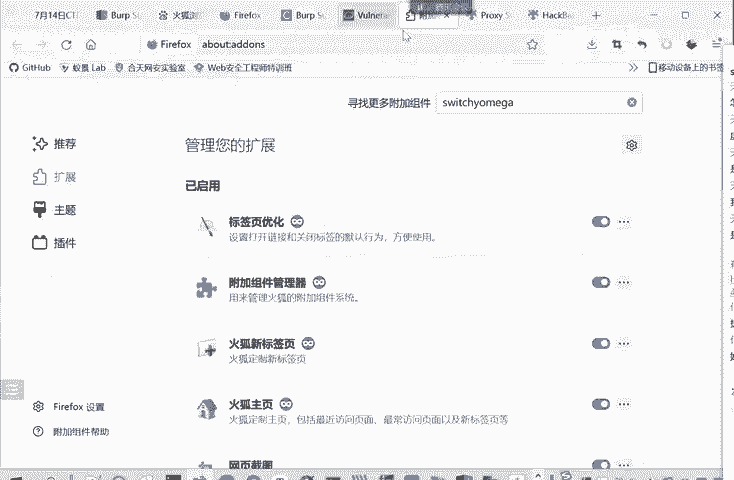 7月14日CT
Burp Su
火狐浏
Firefox
Burp Su
Vulnera
附加
Proxy S
HackBa
Firefox
about:addons
GitHub
蚁景 Lab
合天网安实验室
Web安全工程师特训班
移动设备上的书签
寻找更多附加组件
switchyomega
推荐
扩展
主题
插件
管理您的扩展
已启用
标签页优化
设置打开链接和关闭标签的默认行为，方便使用。
附加组件管理器
用来管理火狐的附加组件系统。
火狐新标签页
火狐定制新标签页
火狐主页
火狐定制主页，包括最近访问页面、最常访问页面以及新标签页等
网页截图
Firefox 设置
附加组件帮助